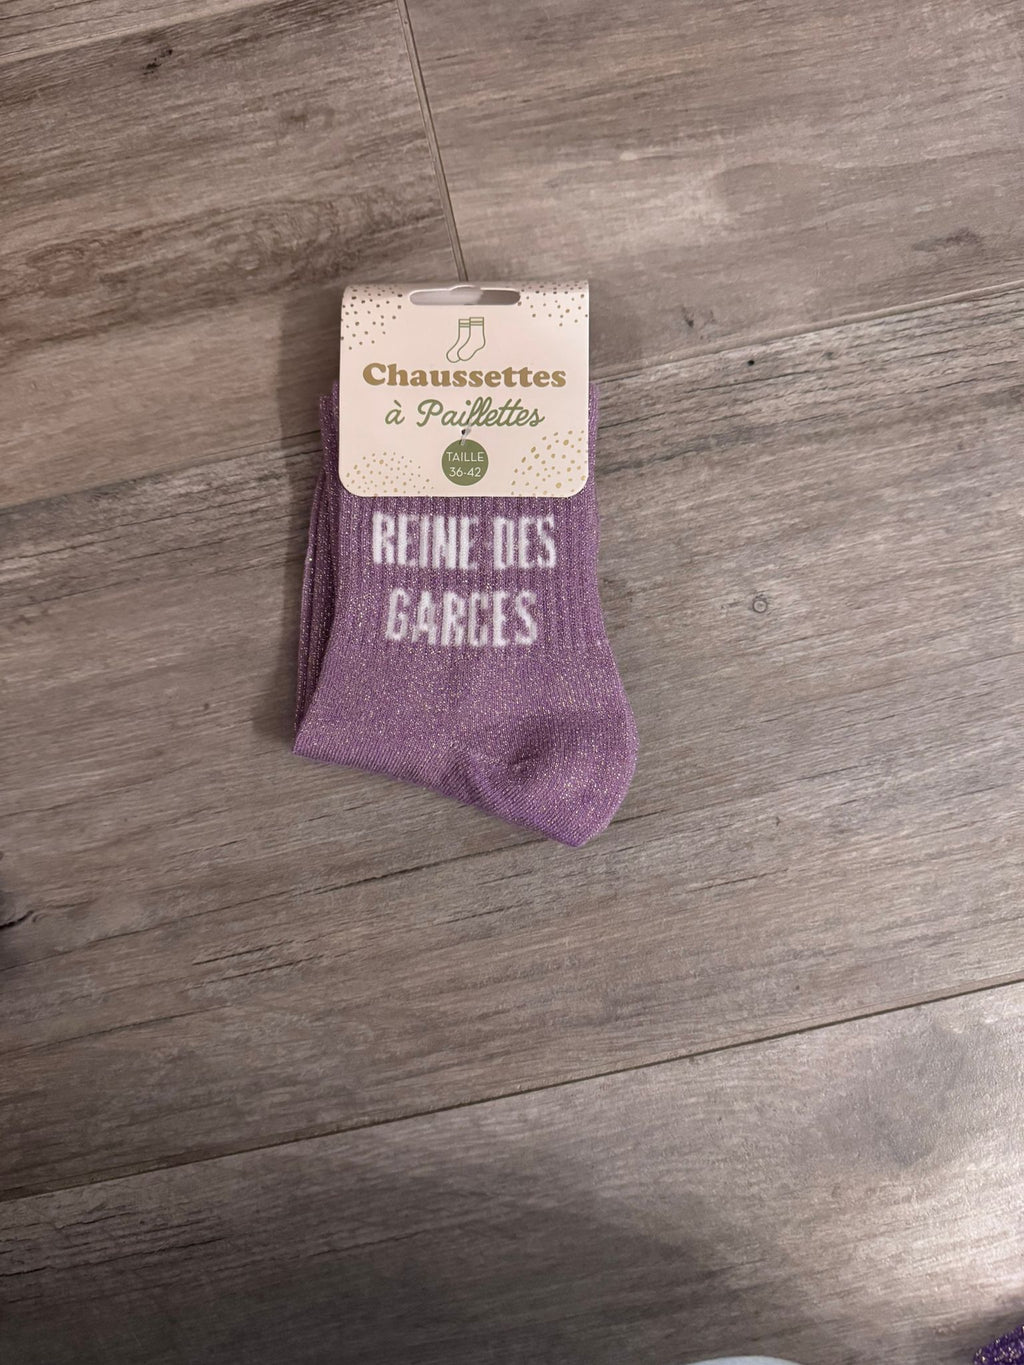 Chaussettes
à Paillettes
TAILLE
36-42
REINE DES
GARCES